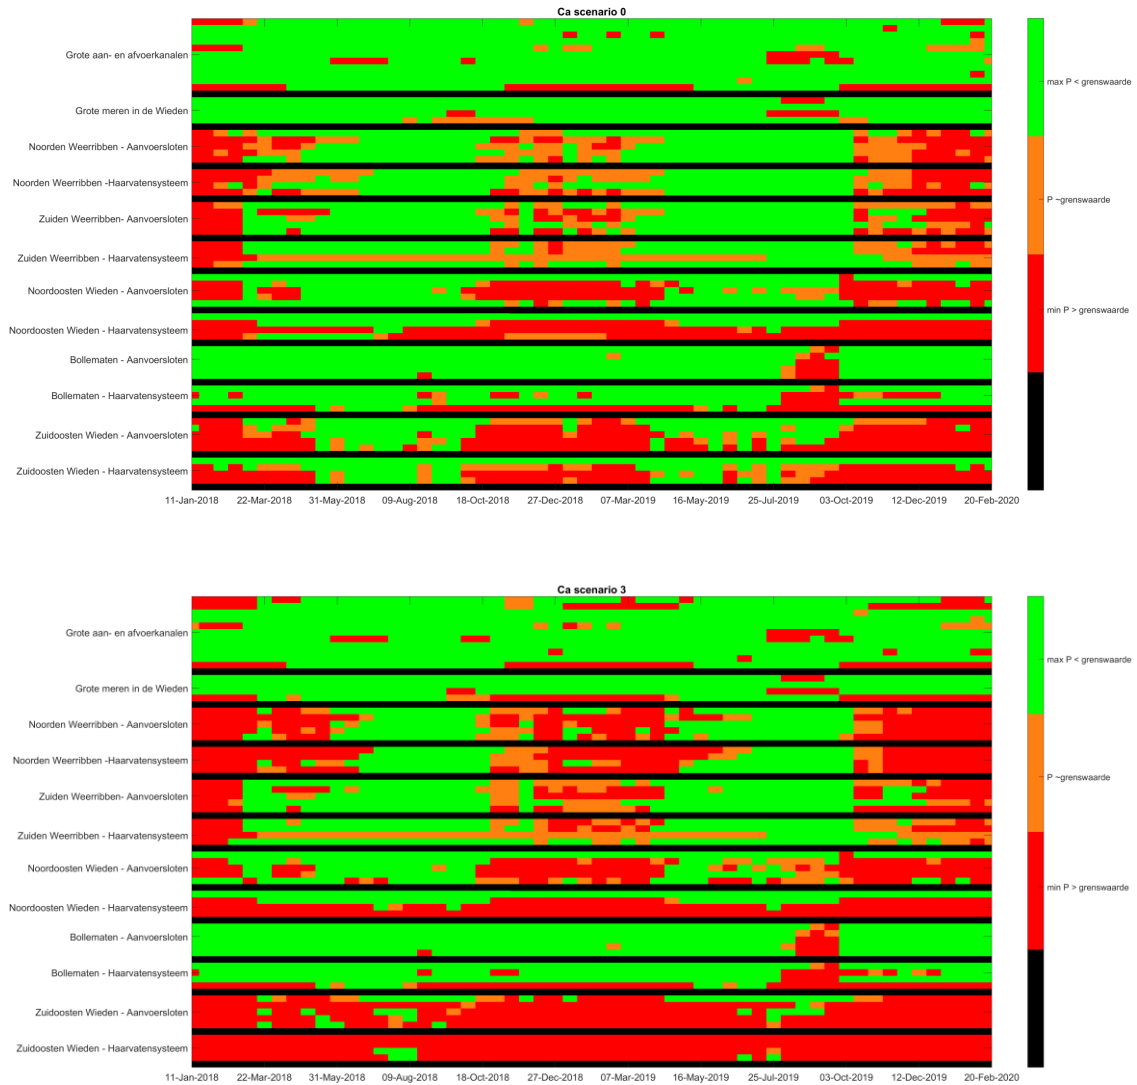 Ca scenario 0
Grote aan- en afvoerkanalen
Grote meren in de Wieden
Noorden Weerribben - Aanvoersloten
Noorden Weerribben -Haarvatensysteem
Zuiden Weerribben- Aanvoersloten
Zuiden Weerribben - Haarvatensysteem
Noordoosten Wieden - Aanvoersloten
Noordoosten Wieden - Haarvatensysteem
Bollematen - Aanvoersloten
Bollematen - Haarvatensysteem
Zuidoosten Wieden - Aanvoersloten
Zuidoosten Wieden - Haarvatensysteem
11-Jan-2018 22-Mar-2018 31-May-2018 09-Aug-2018 18-Oct-2018 27-Dec-2018 07-Mar-2019 16-May-2019 25-Jul-2019 03-Oct-2019 12-Dec-2019 20-Feb-2020
max P < grenswaarde
P ~grenswaarde
min P > grenswaarde
Ca scenario 3
Grote aan- en afvoerkanalen
Grote meren in de Wieden
Noorden Weerribben - Aanvoersloten
Noorden Weerribben -Haarvatensysteem
Zuiden Weerribben- Aanvoersloten
Zuiden Weerribben - Haarvatensysteem
Noordoosten Wieden - Aanvoersloten
Noordoosten Wieden - Haarvatensysteem
Bollematen - Aanvoersloten
Bollematen - Haarvatensysteem
Zuidoosten Wieden - Aanvoersloten
Zuidoosten Wieden - Haarvatensysteem
11-Jan-2018 22-Mar-2018 31-May-2018 09-Aug-2018 18-Oct-2018 27-Dec-2018 07-Mar-2019 16-May-2019 25-Jul-2019 03-Oct-2019 12-Dec-2019 20-Feb-2020
max P < grenswaarde
P ~grenswaarde
min P > grenswaarde